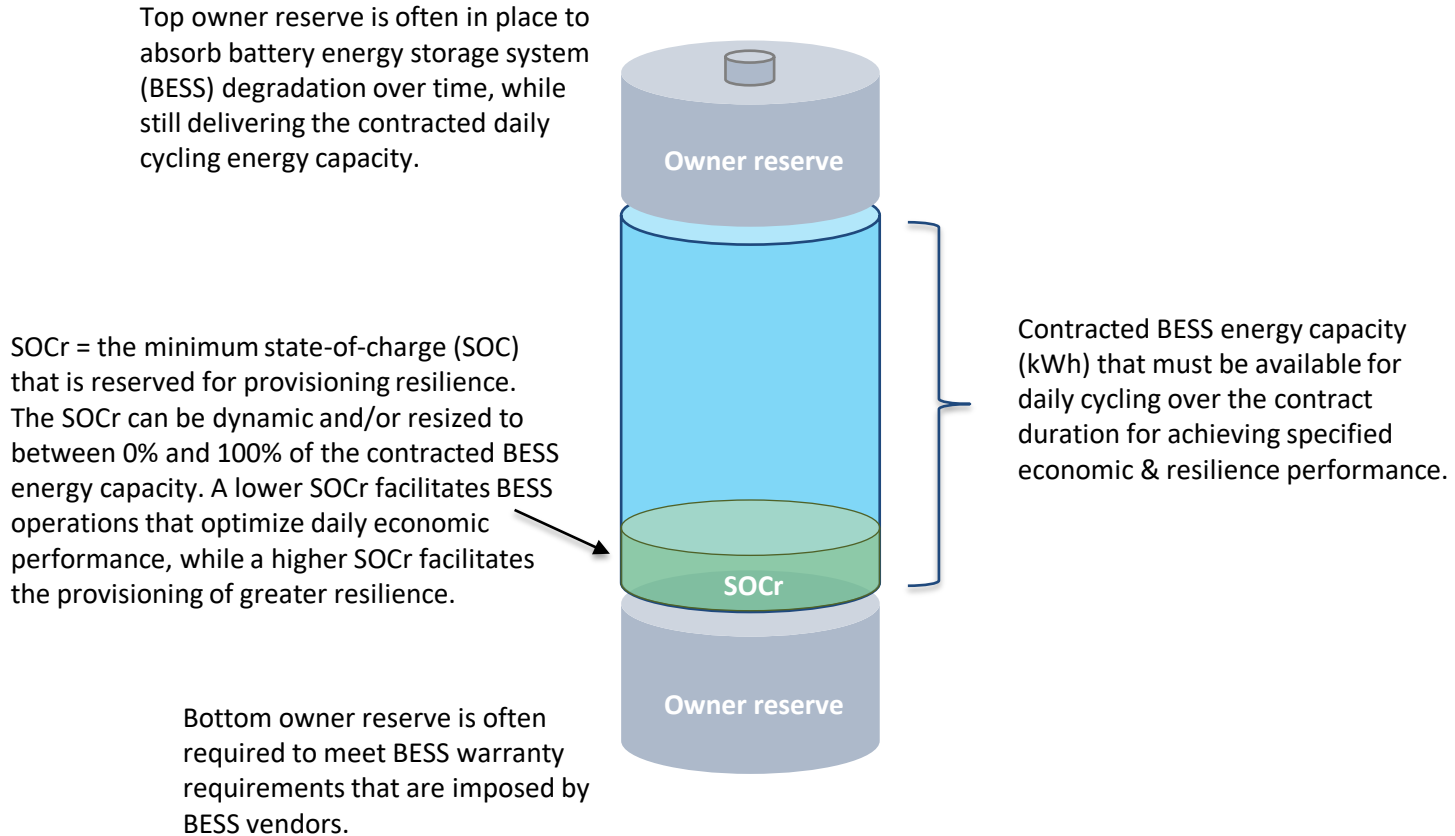 Top owner reserve is often in place to
absorb battery energy storage system
(BESS) degradation over time, while
still delivering the contracted daily
cycling energy capacity.
Owner reserve
SOCr = the minimum state-of-charge (SOC)
that is reserved for provisioning resilience.
The SOCr can be dynamic and/or resized to
between 0% and 100% of the contracted BESS
energy capacity. A lower SOCr facilitates BESS
operations that optimize daily economic
performance, while a higher SOCr facilitates
the provisioning of greater resilience.
Contracted BESS energy capacity
(kWh) that must be available for
daily cycling over the contract
duration for achieving specified
economic & resilience performance.
SOCr
Owner reserve
Bottom owner reserve is often
required to meet BESS warranty
requirements that are imposed by
BESS vendors.